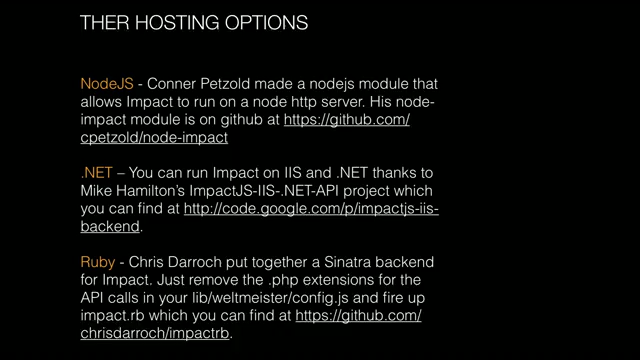 THER HOSTING OPTIONS
NodeJS - Conner Petzold made a nodejs module that
allows Impact to run on a node http server. His node-
impact module is on github at https://github.com/
cpetzold/node-impact
.NET – You can run Impact on IIS and .NET thanks to
Mike Hamilton’s ImpactJS-IIS-.NET-API project which
you can find at http://code.google.com/p/impactjs-iis-
backend.
Ruby - Chris Darroch put together a Sinatra backend
for Impact. Just remove the .php extensions for the
API calls in your lib/weltmeister/config.js and fire up
impact.rb which you can find at https://github.com/
chrisdarroch/impactrb.